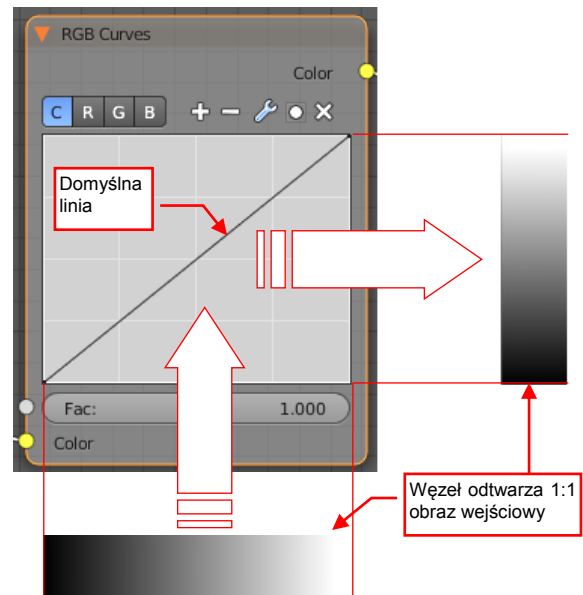 RGB Curves
Color
C R G B
Domyślna
linia
Fac: 1.000
Color
Węzeł odtwarza 1:1
obraz wejściowy